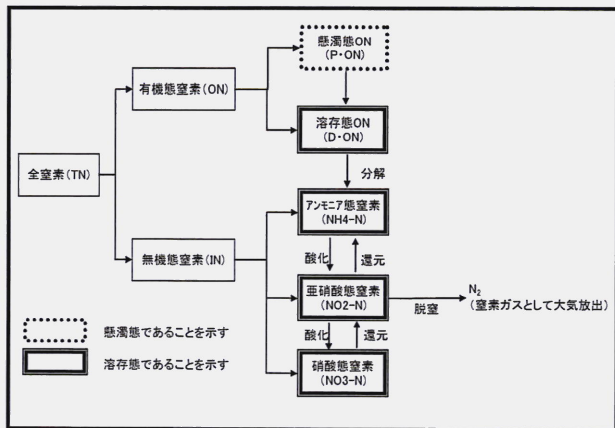 懸濁態ON
(P・ON)
有機態窒素(ON)
溶存態ON
(D・ON)
分解
全窒素(TN)
アンモニア態窒素
(NH4-N)
酸化
還元
無機態窒素(IN)
亜硝酸態窒素
(NO2-N)
脱窒
N₂
(窒素ガスとして大気放出)
酸化
還元
硝酸態窒素
(NO3-N)
懸濁態であることを示す
溶存態であることを示す